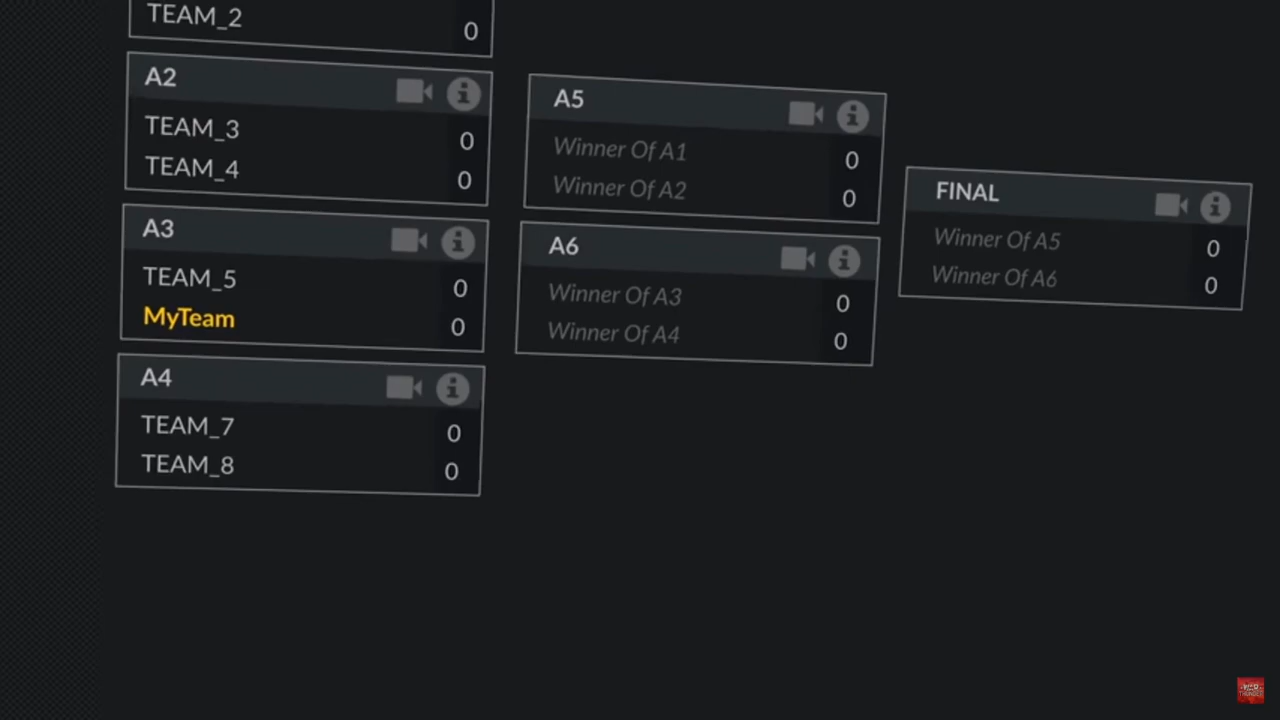 TEAM_2 0
A2
TEAM_3 0
TEAM_4 0
A3
TEAM_5 0
MyTeam 0
A4
TEAM_7 0
TEAM_8 0
A5
Winner Of A1 0
Winner Of A2 0
A6
Winner Of A3 0
Winner Of A4 0
FINAL
Winner Of A5 0
Winner Of A6 0
WAR
THUNDER